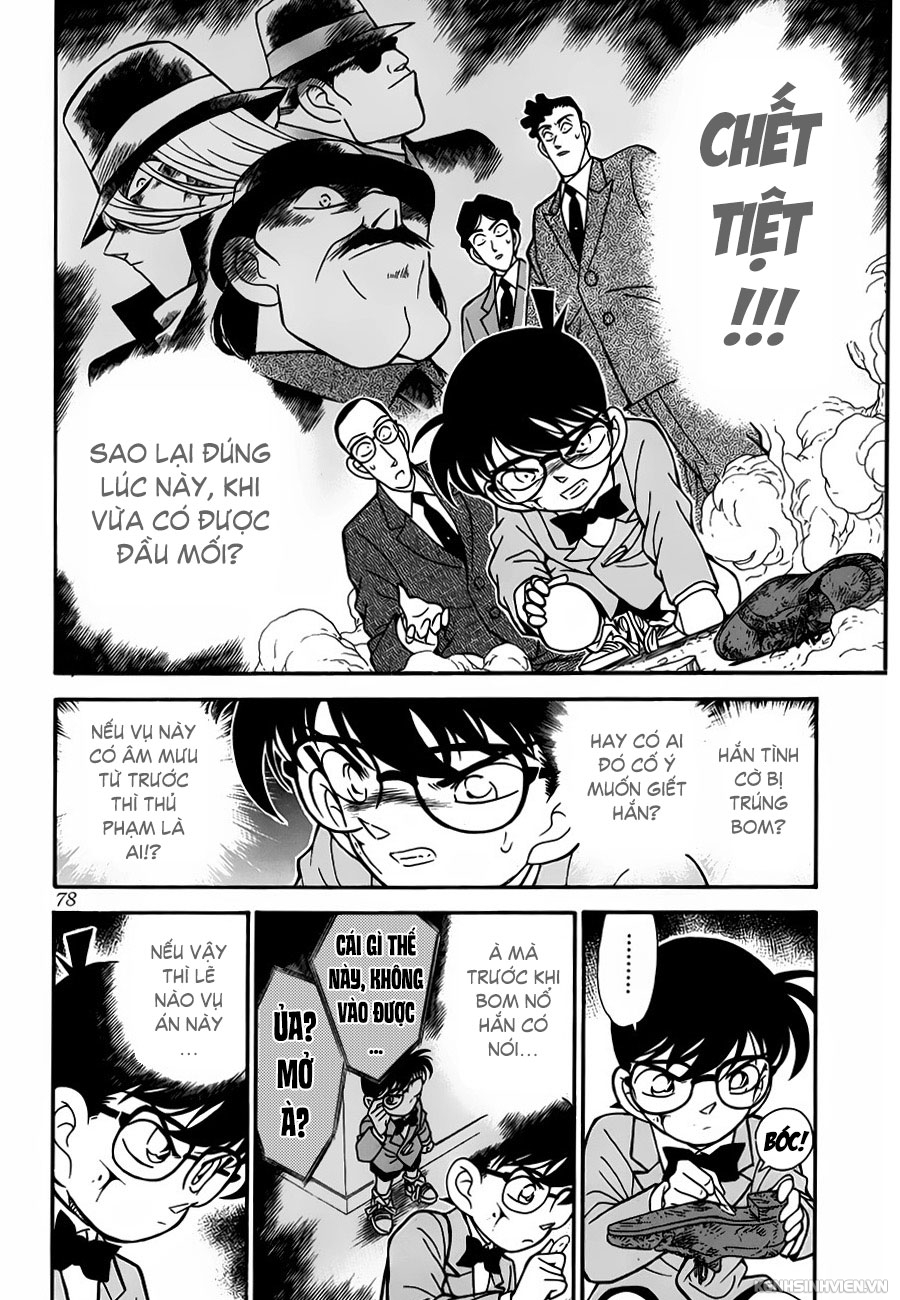 CHẾT
TIỆT
!!!
SAO LẠI ĐÚNG
LÚC NÀY, KHI
VỪA CÓ ĐƯỢC
ĐẦU MỐI?
HẮN TÌNH
CỜ BỊ
TRÚNG
BOM?
HAY CÓ AI
ĐÓ CỐ Ý
MUỐN GIẾT
HẮN?
NẾU VỤ NÀY
CÓ ÂM MƯU
TỪ TRƯỚC
THÌ THỦ
PHẠM LÀ
AI!?
78
.........
BÓC!
À MÀ
TRƯỚC KHI
BOM NỔ
HẮN CÓ
NÓI...
CÁI GÌ THẾ
NÀY, KHÔNG
VÀO ĐƯỢC
...
ỦA?
MỞ
À?
NẾU VẬY
THÌ LẼ
NÀO VỤ
ÁN NÀY
...
KENHSINHVIEN.VN